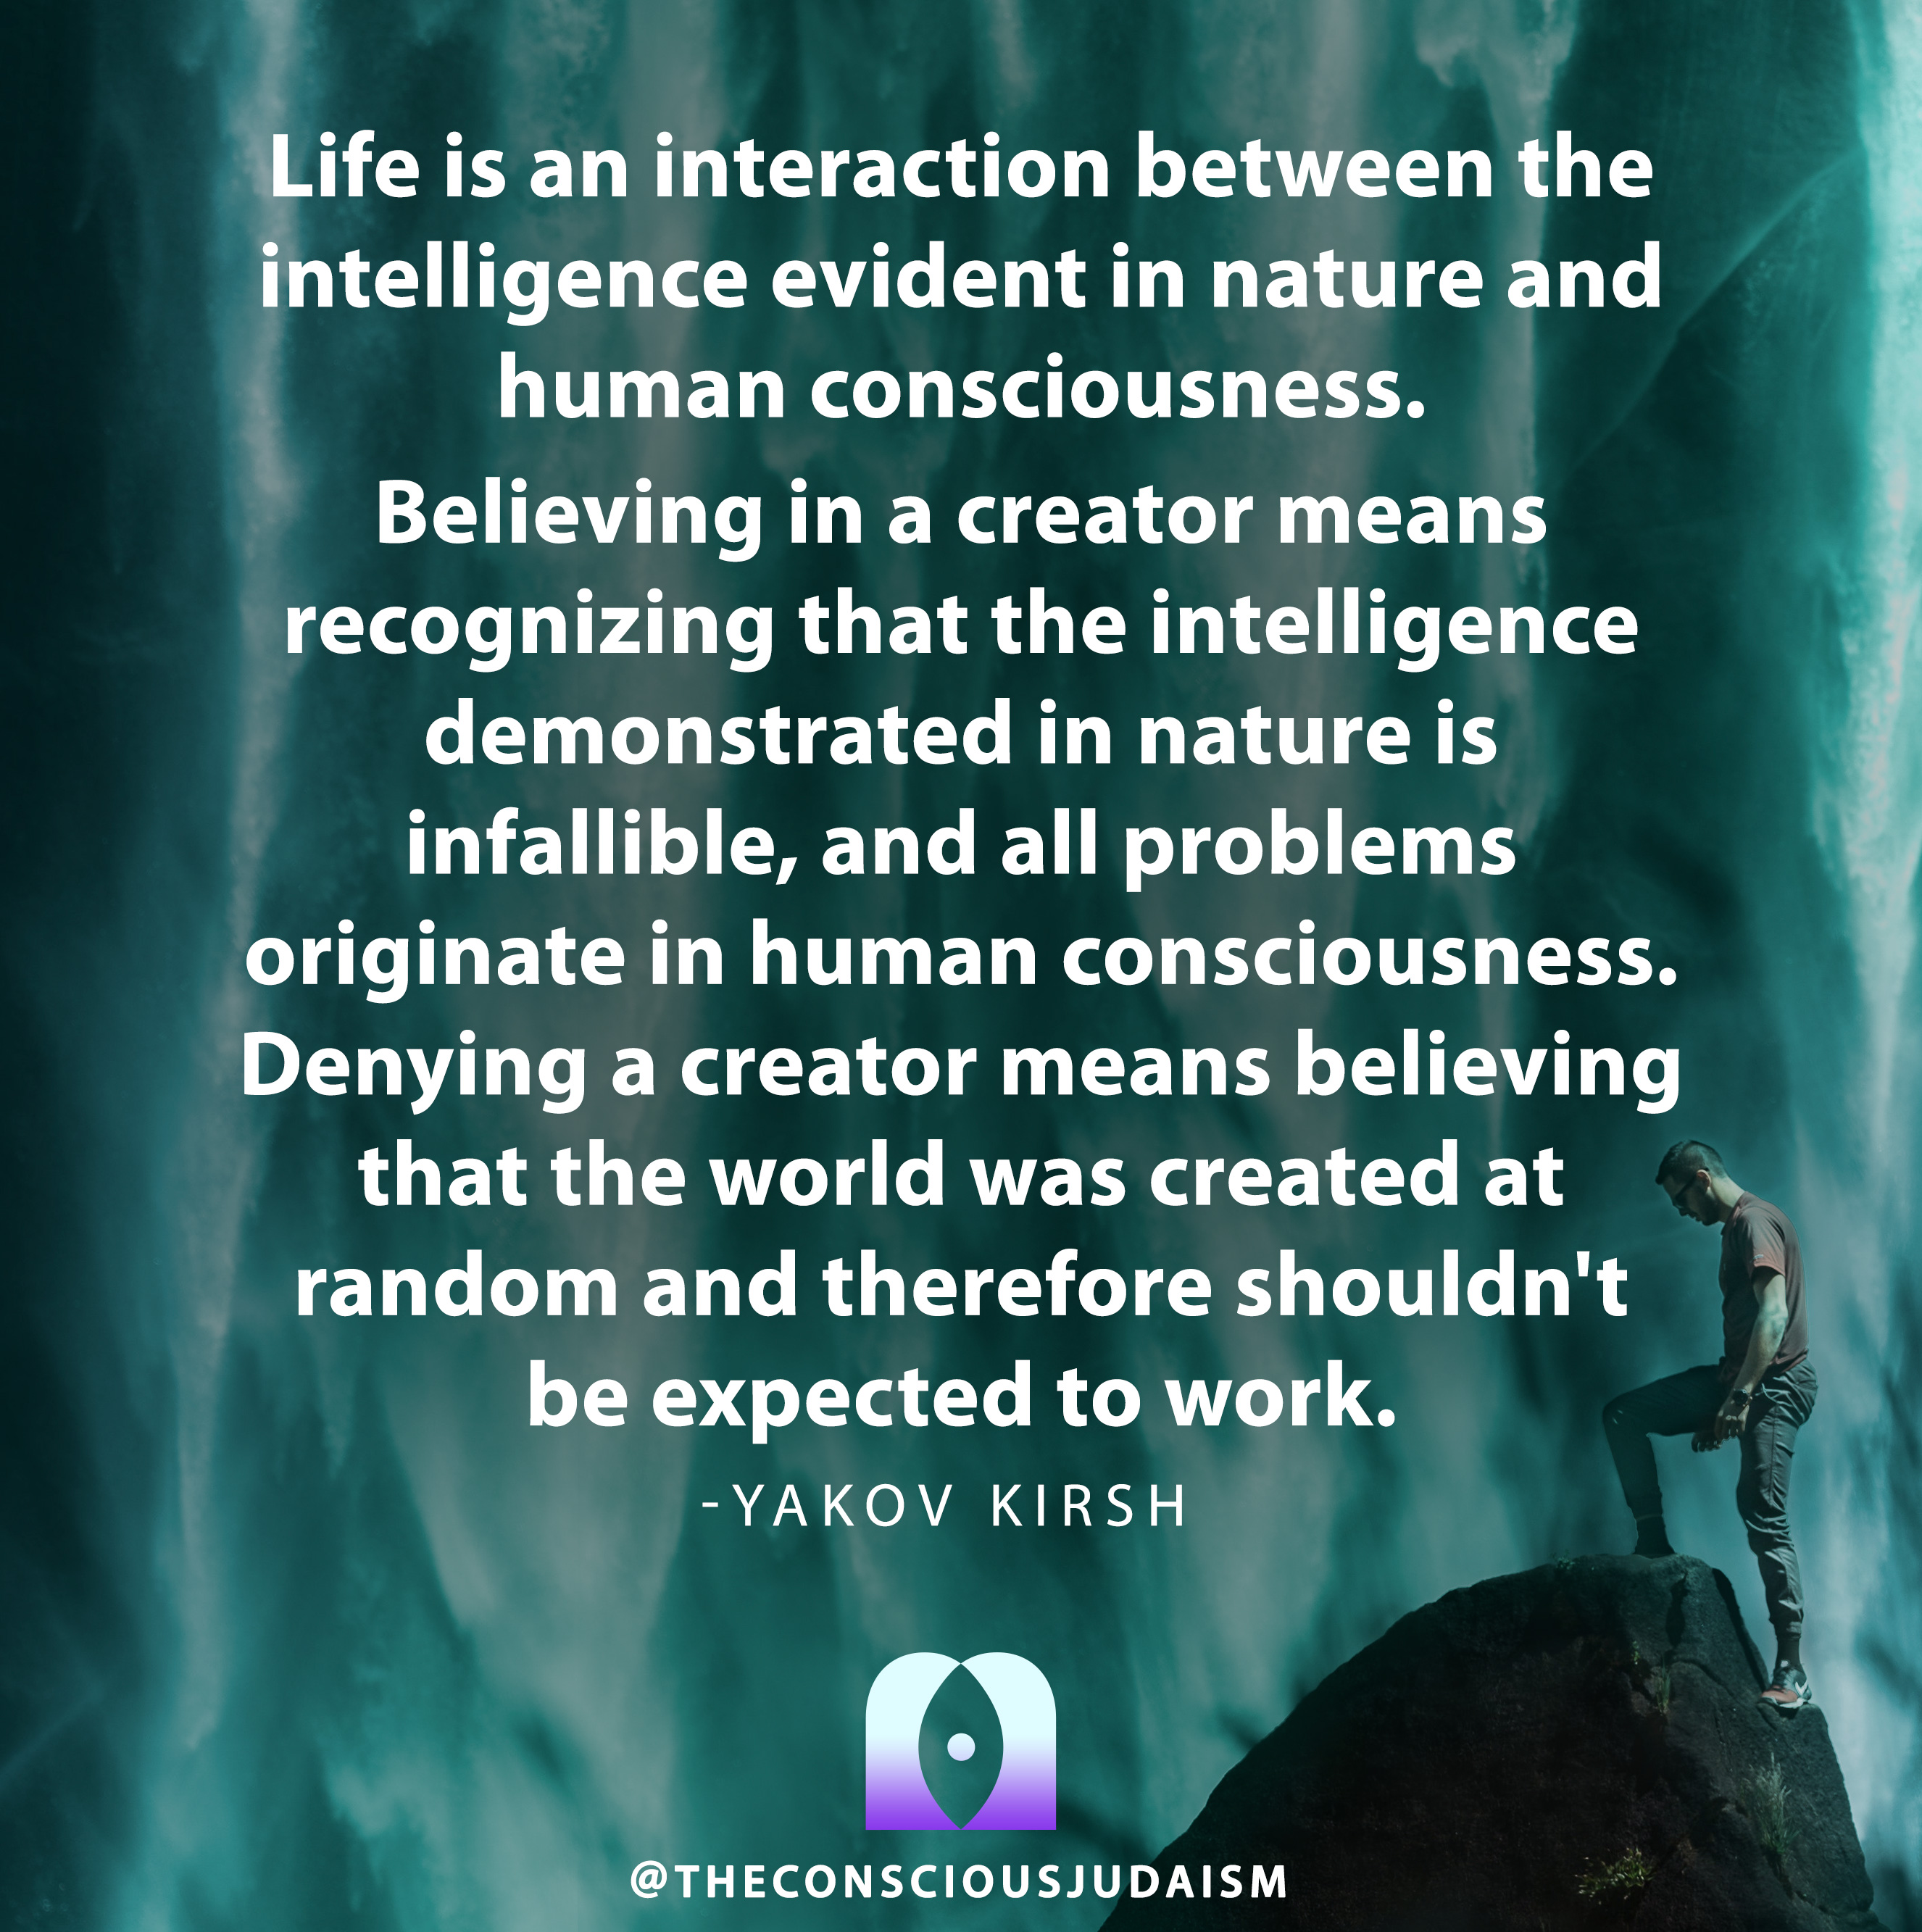 Life is an interaction between the
intelligence evident in nature and
human consciousness.
Believing in a creator means
recognizing that the intelligence
demonstrated in nature is
infallible, and all problems
originate in human consciousness.
Denying a creator means believing
that the world was created at
random and therefore shouldn't
be expected to work.
-YAKOV KIRSH
@THECONSCIOUSJUDAISM